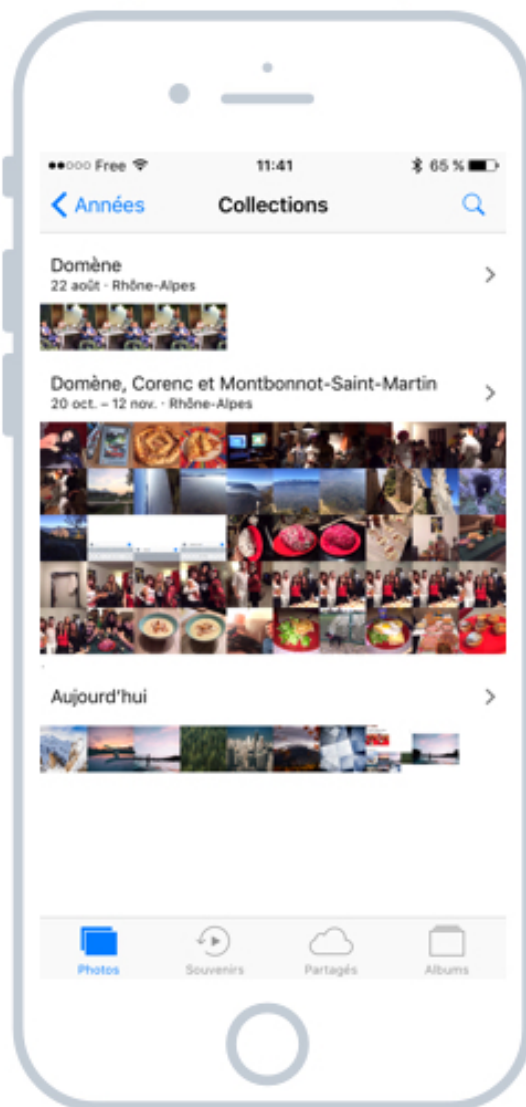 Free 11:41 65 %
Années Collections
Domène
22 août · Rhône-Alpes
Domène, Corenc et Montbonnot-Saint-Martin
20 oct. – 12 nov. · Rhône-Alpes
Aujourd'hui
Photos Souvenirs Partagés Albums